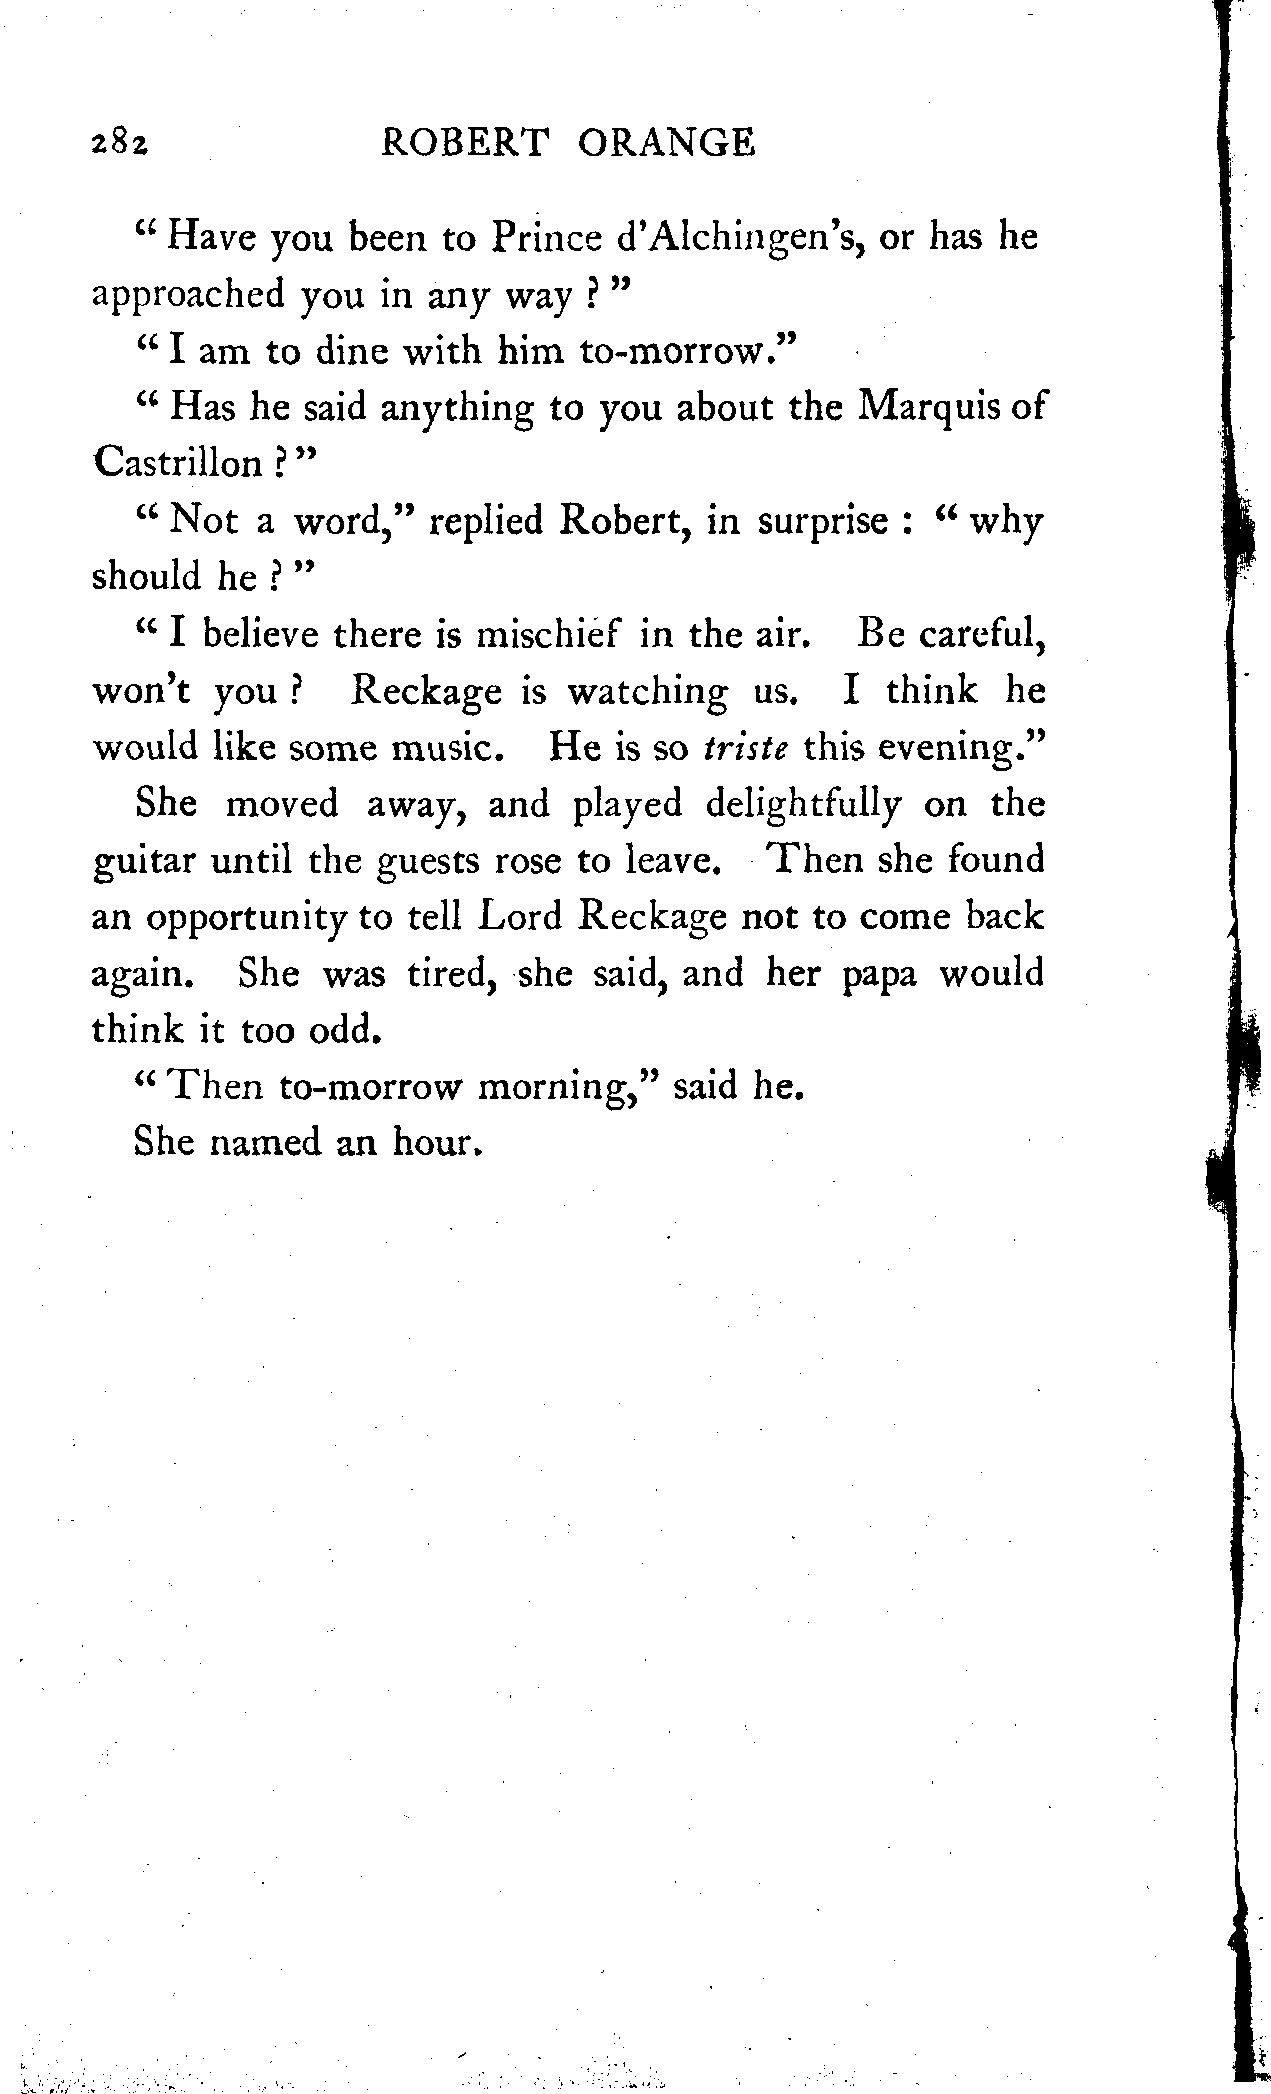 282 ROBERT ORANGE
“ Have you been to Prince d'Alchingen's, or has he
approached you in any way ? ”
“ I am to dine with him to-morrow.”
“ Has he said anything to you about the Marquis of
Castrillon ? ”
“ Not a word,” replied Robert, in surprise : “ why
should he ? ”
“ I believe there is mischief in the air. Be careful,
won't you ? Reckage is watching us. I think he
would like some music. He is so triste this evening.”
She moved away, and played delightfully on the
guitar until the guests rose to leave. Then she found
an opportunity to tell Lord Reckage not to come back
again. She was tired, she said, and her papa would
think it too odd.
“ Then to-morrow morning,” said he.
She named an hour.